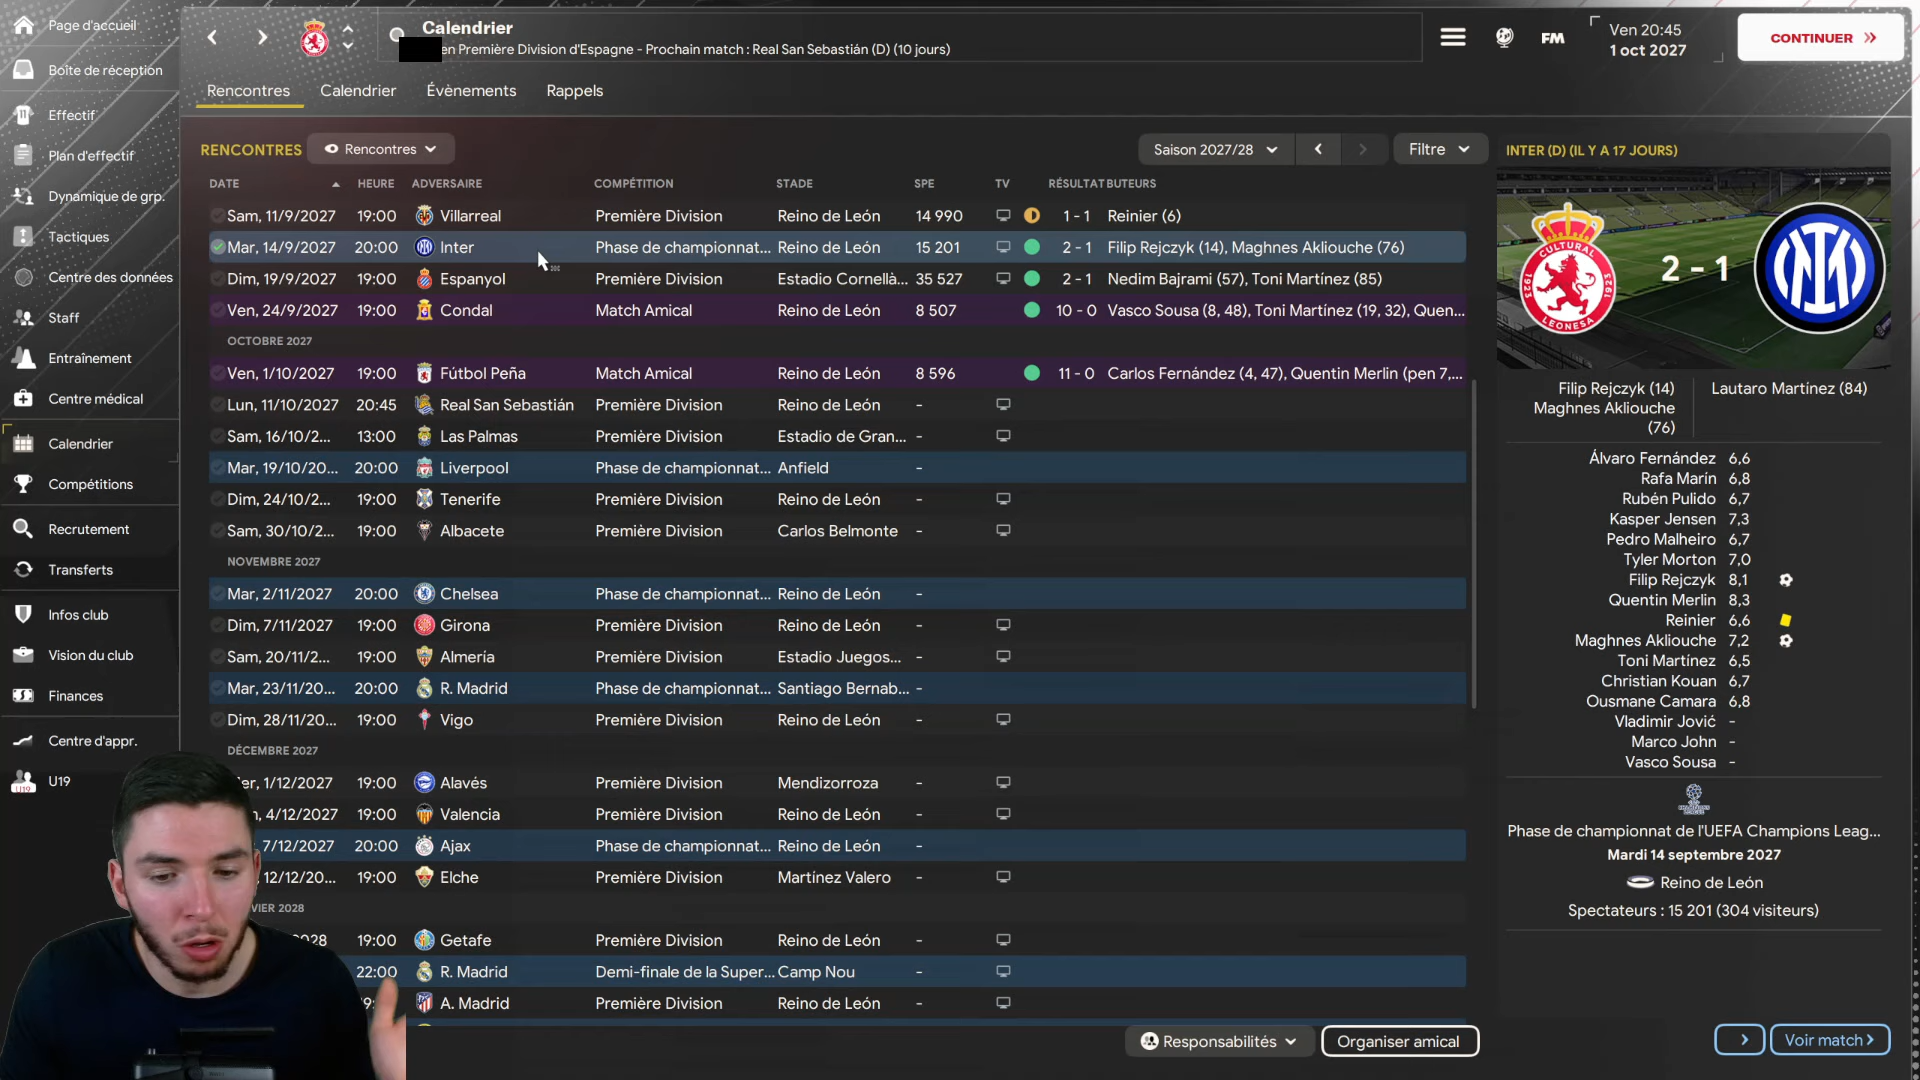 Page d'accueil
Boîte de réception
Effectif
Plan d'effectif
Dynamique de grp.
Tactiques
Centre des données
Staff
Entraînement
Centre médical
Calendrier
Compétitions
Recrutement
Transferts
Infos club
Vision du club
Finances
Centre d'appr.
U19
U19
Calendrier
en Première Division d'Espagne - Prochain match : Real San Sebastián (D) (10 jours)
FM
Ven 20:45
1 oct 2027
CONTINUER
Rencontres Calendrier Évènements Rappels
RENCONTRES Rencontres Saison 2027/28 Filtre
DATE HEURE ADVERSAIRE COMPÉTITION STADE SPE TV RÉSULTAT BUTEURS
Sam, 11/9/2027 19:00 Villarreal Première Division Reino de León 14 990 1 - 1 Reinier (6)
Mar, 14/9/2027 20:00 Inter Phase de championnat... Reino de León 15 201 2 - 1 Filip Rejczyk (14), Maghnes Akliouche (76)
Dim, 19/9/2027 19:00 Espanyol Première Division Estadio Cornellà... 35 527 2 - 1 Nedim Bajrami (57), Toni Martínez (85)
Ven, 24/9/2027 19:00 Condal Match Amical Reino de León 8 507 10 - 0 Vasco Sousa (8, 48), Toni Martínez (19, 32), Quen...
OCTOBRE 2027
Ven, 1/10/2027 19:00 Fútbol Peña Match Amical Reino de León 8 596 11 - 0 Carlos Fernández (4, 47), Quentin Merlin (pen 7,...
Lun, 11/10/2027 20:45 Real San Sebastián Première Division Reino de León -
Sam, 16/10/2... 13:00 Las Palmas Première Division Estadio de Gran... -
Mar, 19/10/20... 20:00 Liverpool Phase de championnat... Anfield -
Dim, 24/10/2... 19:00 Tenerife Première Division Reino de León -
Sam, 30/10/2... 19:00 Albacete Première Division Carlos Belmonte -
NOVEMBRE 2027
Mar, 2/11/2027 20:00 Chelsea Phase de championnat... Reino de León -
Dim, 7/11/2027 19:00 Girona Première Division Reino de León -
Sam, 20/11/2... 19:00 Almería Première Division Estadio Juegos... -
Mar, 23/11/20... 20:00 R. Madrid Phase de championnat... Santiago Bernab... -
Dim, 28/11/20... 19:00 Vigo Première Division Reino de León -
DÉCEMBRE 2027
er, 1/12/2027 19:00 Alavés Première Division Mendizorroza -
4/12/2027 19:00 Valencia Première Division Reino de León -
7/12/2027 20:00 Ajax Phase de championnat... Reino de León -
, 12/12/20... 19:00 Elche Première Division Martínez Valero -
VIER 2028
028 19:00 Getafe Première Division Reino de León -
22:00 R. Madrid Demi-finale de la Super... Camp Nou -
A. Madrid Première Division Reino de León -
Responsabilités Organiser amical
INTER (D) (IL Y A 17 JOURS)
CULTURAL
1923
LEONESA
2 - 1
Filip Rejczyk (14)
Maghnes Akliouche
(76)
Lautaro Martínez (84)
Álvaro Fernández 6,6
Rafa Marín 6,8
Rubén Pulido 6,7
Kasper Jensen 7,3
Pedro Malheiro 6,7
Tyler Morton 7,0
Filip Rejczyk 8,1
Quentin Merlin 8,3
Reinier 6,6
Maghnes Akliouche 7,2
Toni Martínez 6,5
Christian Kouan 6,7
Ousmane Camara 6,8
Vladimir Jović -
Marco John -
Vasco Sousa -
Phase de championnat de l'UEFA Champions Leag...
Mardi 14 septembre 2027
Reino de León
Spectateurs : 15 201 (304 visiteurs)
Voir match